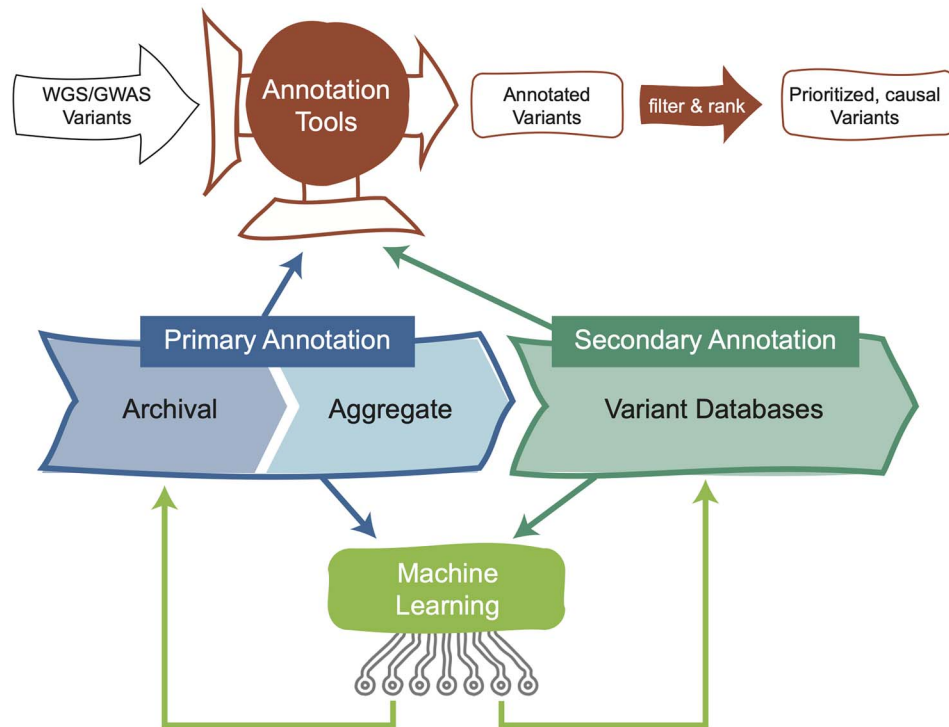 WGS/GWAS
Variants
Annotation
Tools
Annotated
Variants
filter & rank
Prioritized, causal
Variants
Primary Annotation
Secondary Annotation
Archival
Aggregate
Variant Databases
Machine
Learning